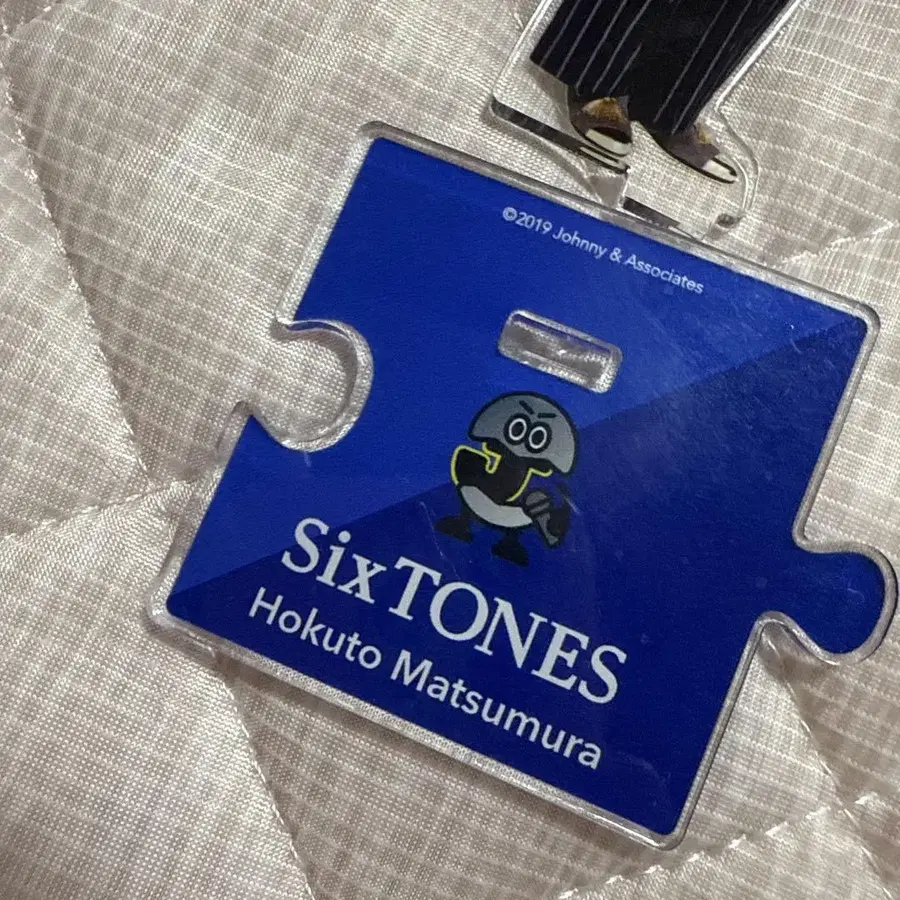 ©2019 Johnny & Associates
SixTONES
Hokuto Matsumura